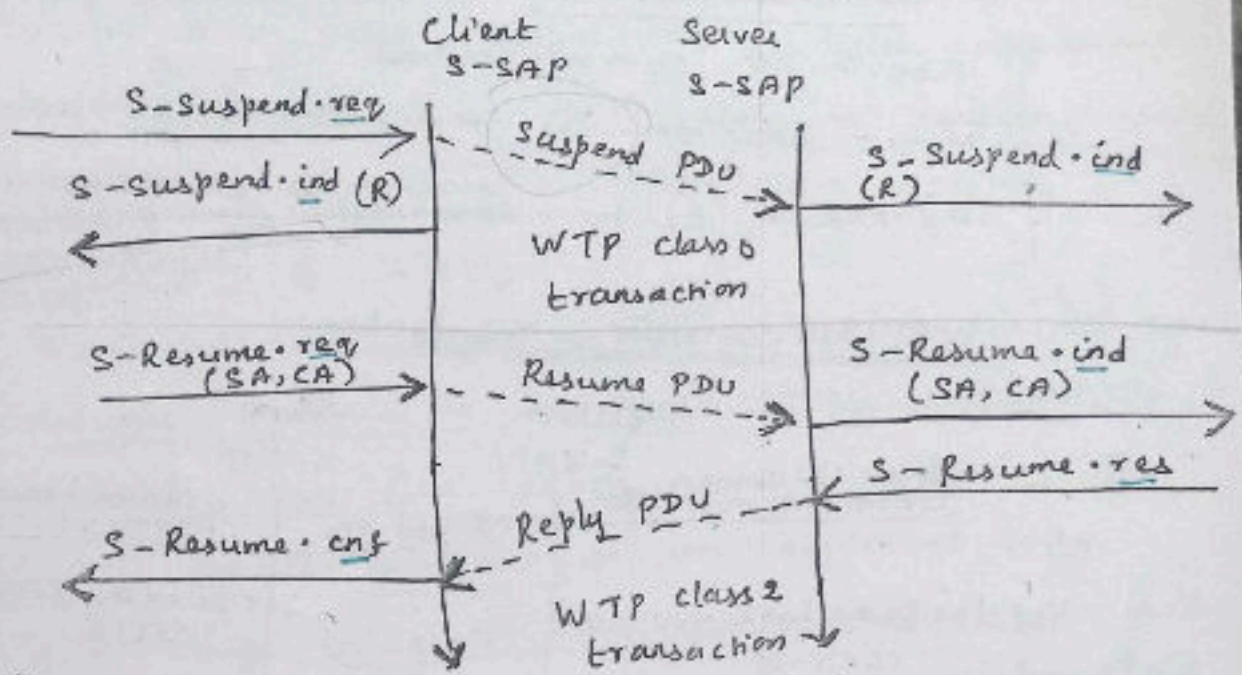 Client
S-SAP
Server
S-SAP
S-Suspend.req
Suspend PDU
S-Suspend.ind
(R)
S-Suspend.ind (R)
WTP class 0
transaction
S-Resume.req
(SA, CA)
Resume PDU
S-Resume.ind
(SA, CA)
S-Resume.res
Reply PDU
S-Resume.cnf
WTP class 2
transaction